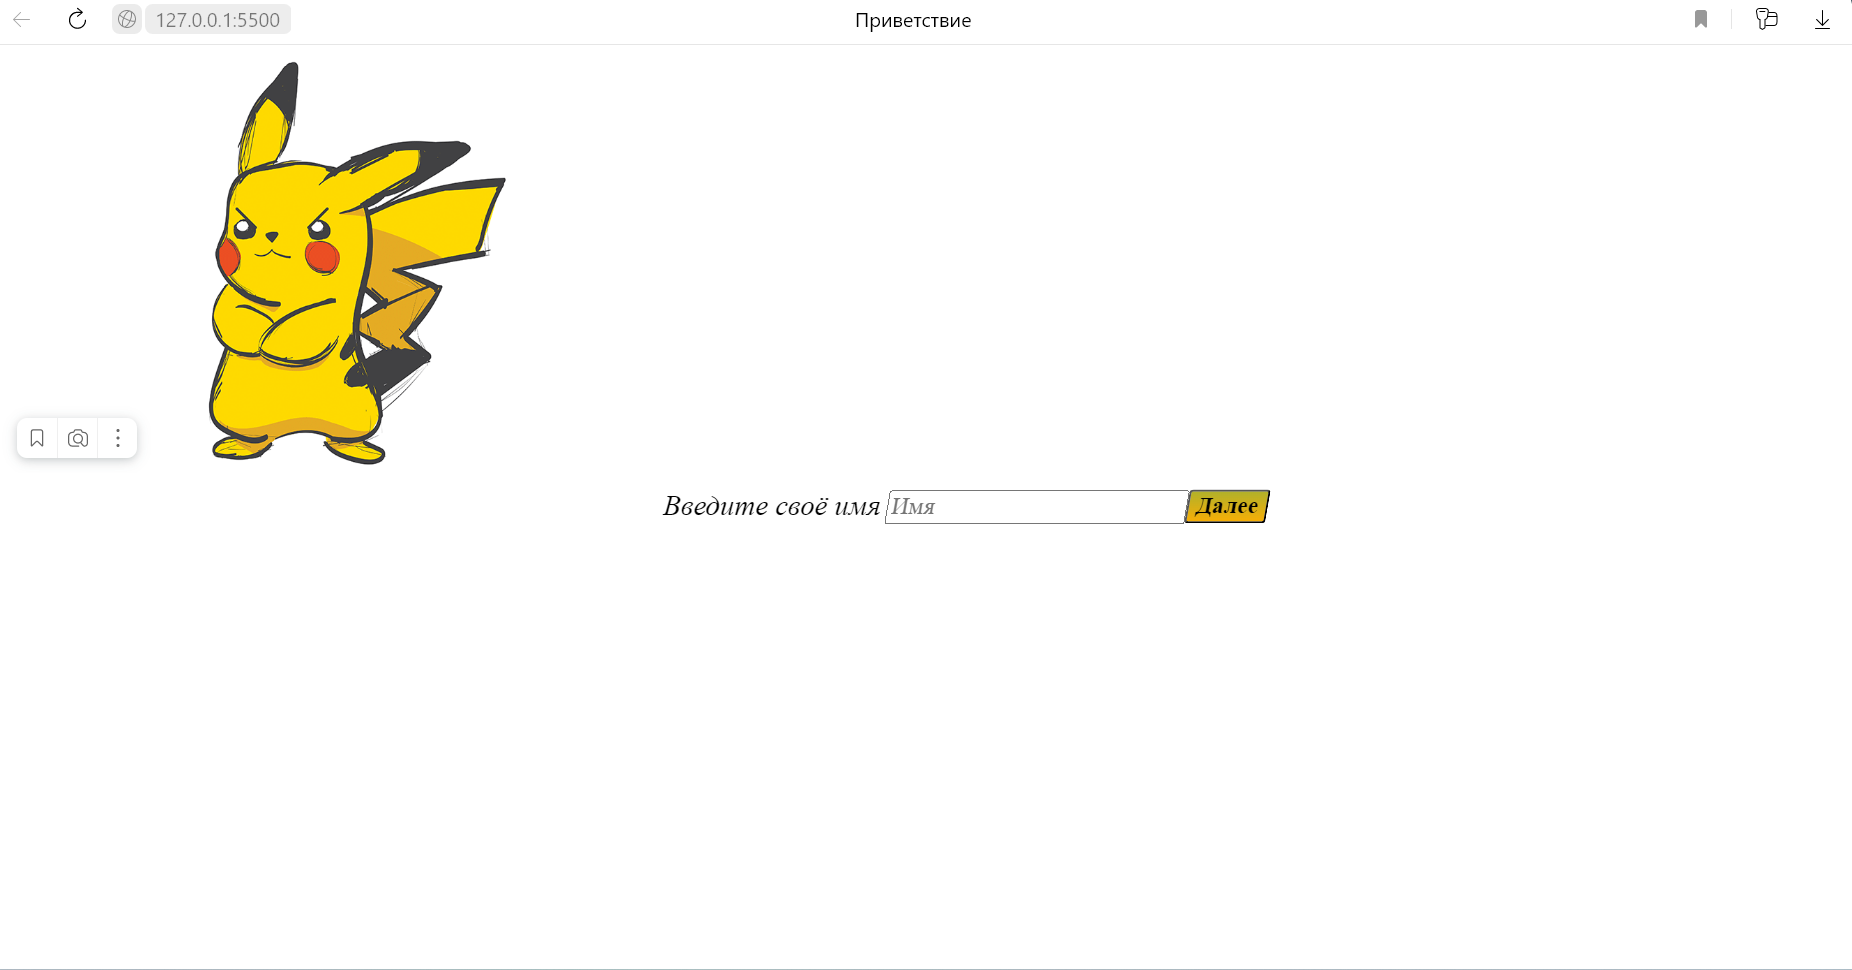 127.0.0.1:5500 Приветствие
Введите своё имя Имя Далее